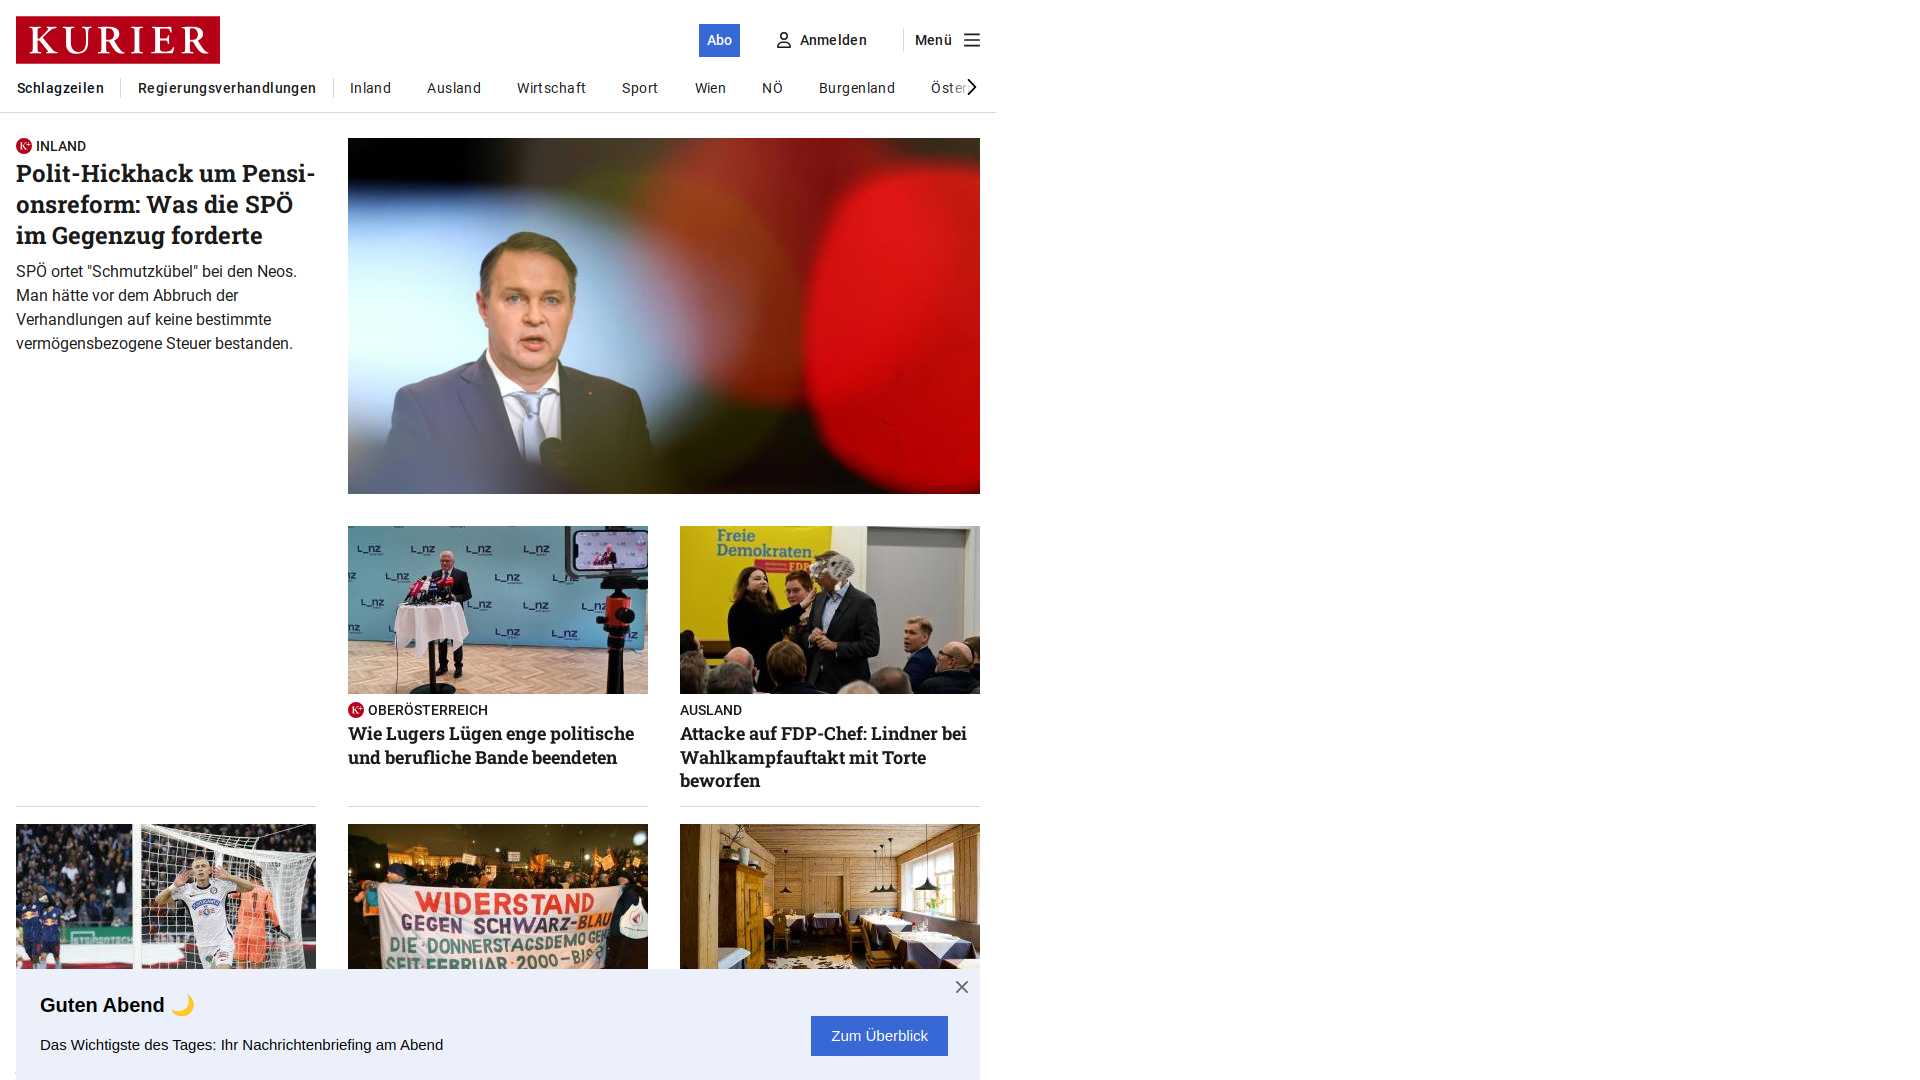 KURIER
Abo
Anmelden
Menü
Schlagzeilen
Regierungsverhandlungen
Inland
Ausland
Wirtschaft
Sport
Wien
NÖ
Burgenland
Öster
K+ INLAND
Polit-Hickhack um Pensi-
onsreform: Was die SPÖ
im Gegenzug forderte
SPÖ ortet "Schmutzkübel" bei den Neos.
Man hätte vor dem Abbruch der
Verhandlungen auf keine bestimmte
vermögensbezogene Steuer bestanden.
L_nz
Freie
Demokraten
FDP
K+ OBERÖSTERREICH
Wie Lugers Lügen enge politische
und berufliche Bande beendeten
AUSLAND
Attacke auf FDP-Chef: Lindner bei
Wahlkampfauftakt mit Torte
beworfen
WIDERSTAND
GEGEN SCHWARZ-BLAU
DIE DONNERSTAGSDEMO GEHT
SEIT FEBRUAR 2000-BIS
Guten Abend 🌙
Das Wichtigste des Tages: Ihr Nachrichtenbriefing am Abend
Zum Überblick